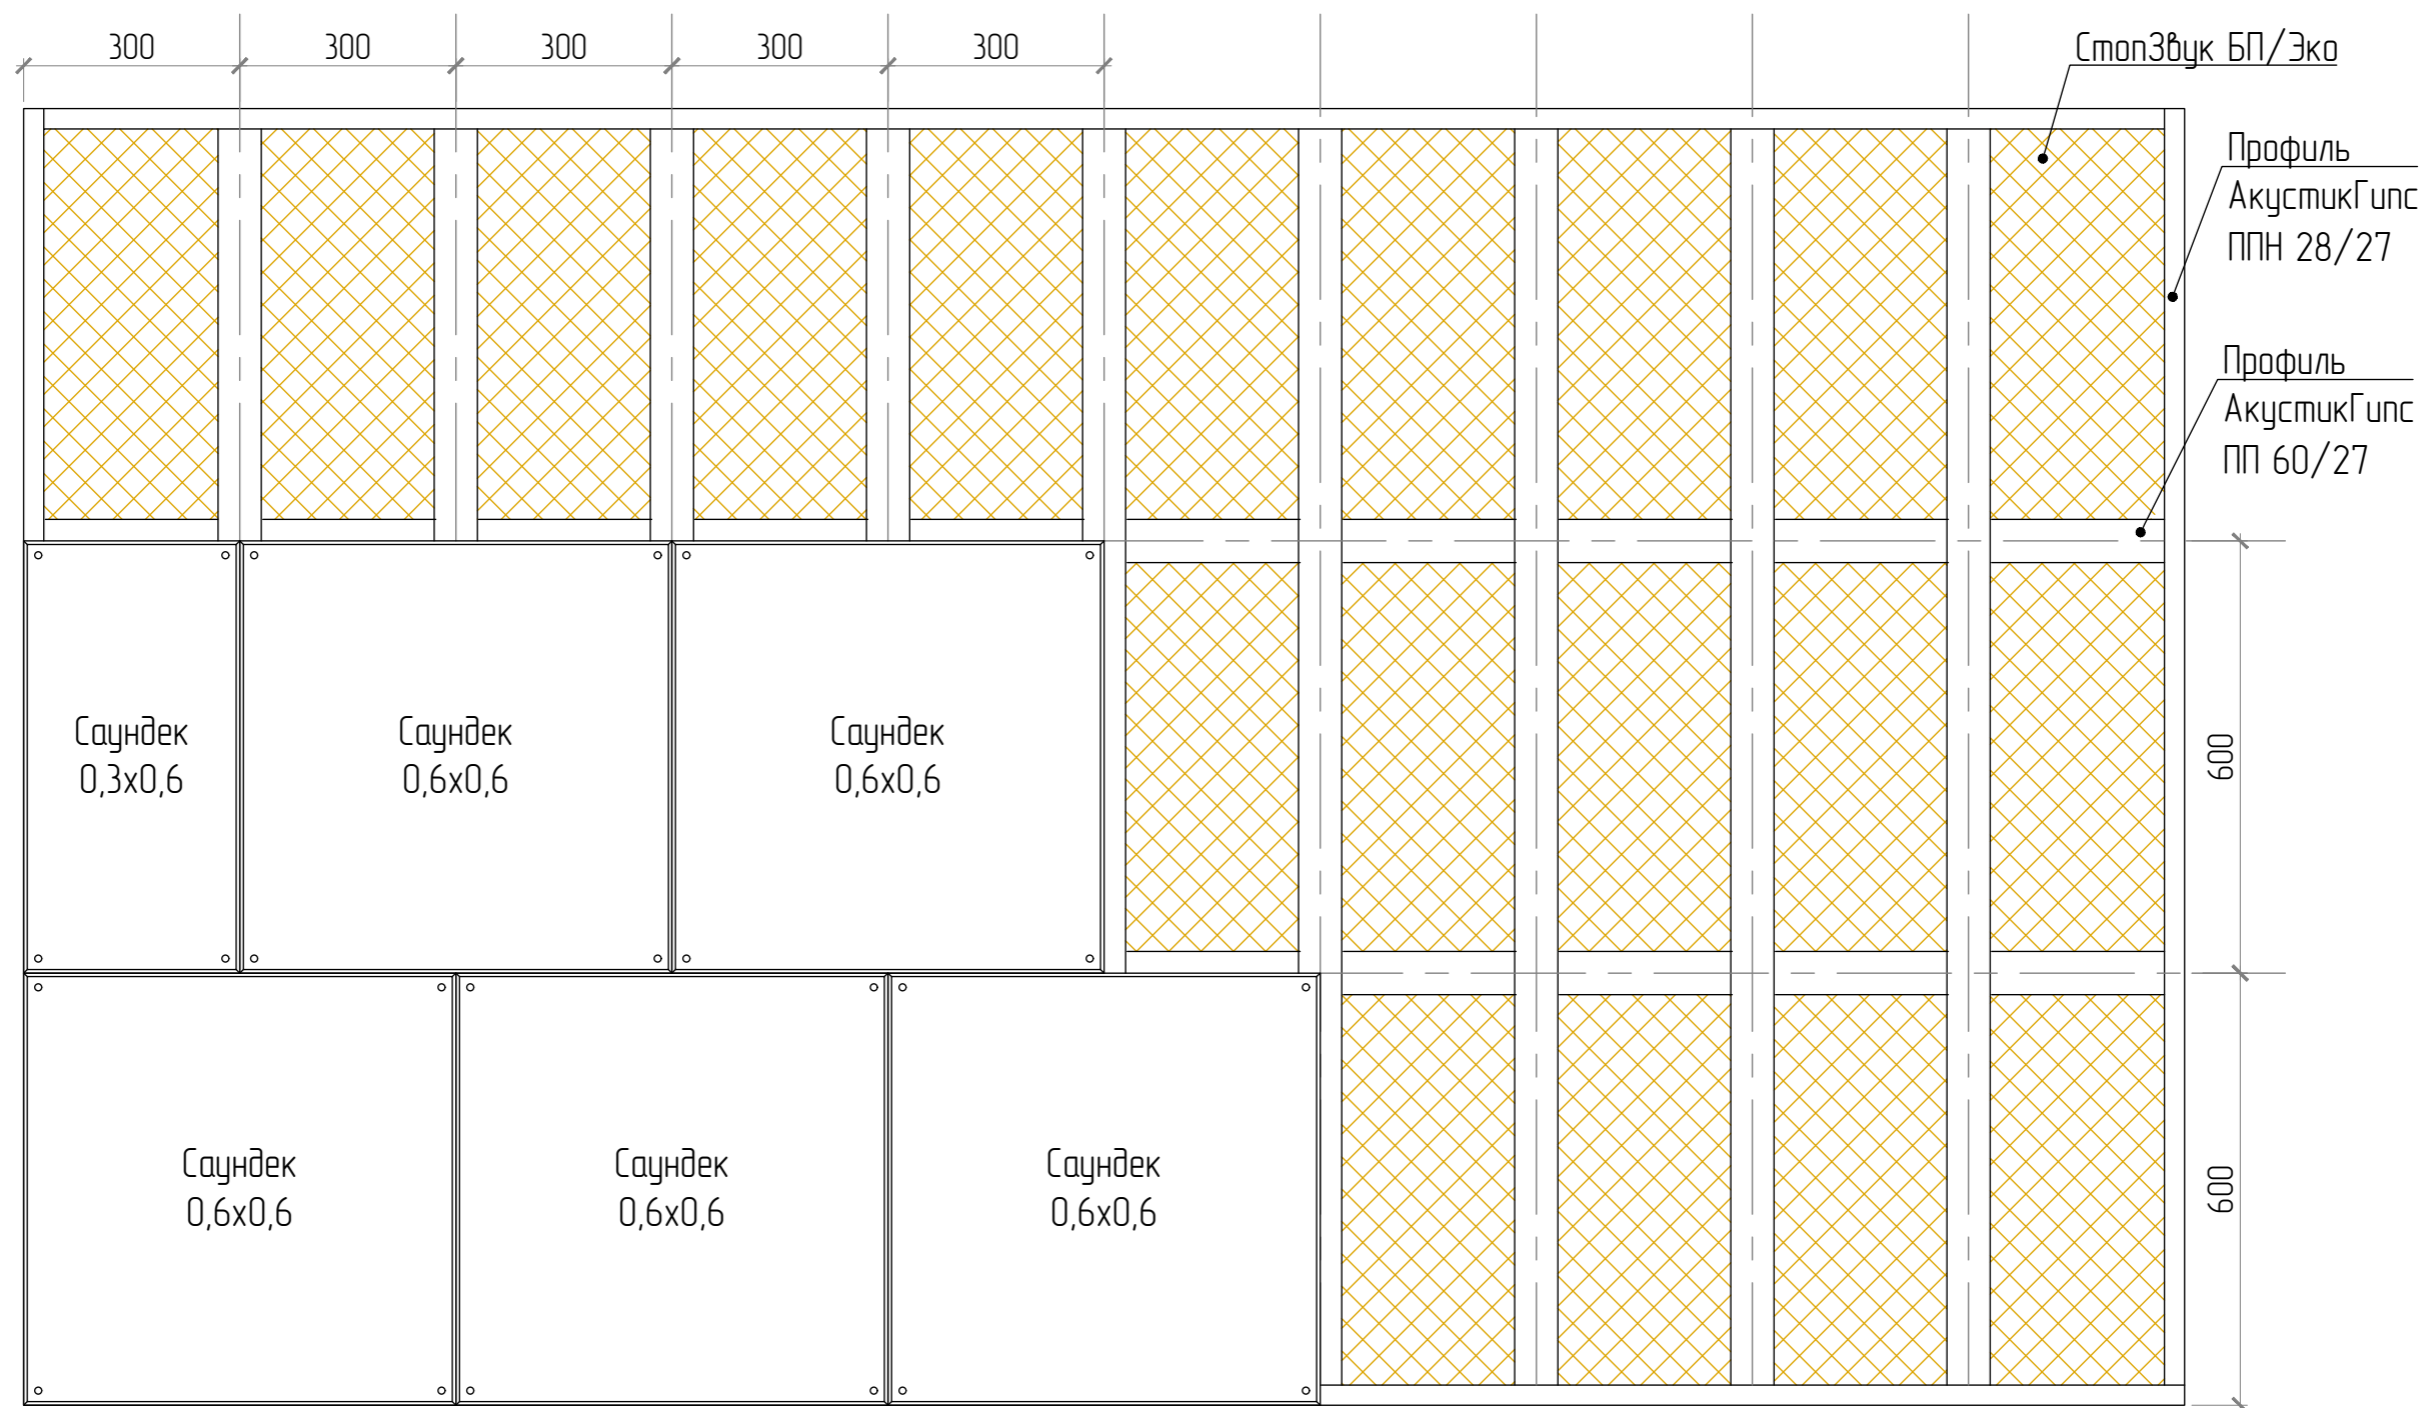 300 300 300 300 300
СтопЗвук БП/Эко
Профиль
АкустикГипс
ППН 28/27
Профиль
АкустикГипс
ПП 60/27
Саундек
0,3х0,6
Саундек
0,6х0,6
Саундек
0,6х0,6
600
Саундек
0,6х0,6
Саундек
0,6х0,6
Саундек
0,6х0,6
600